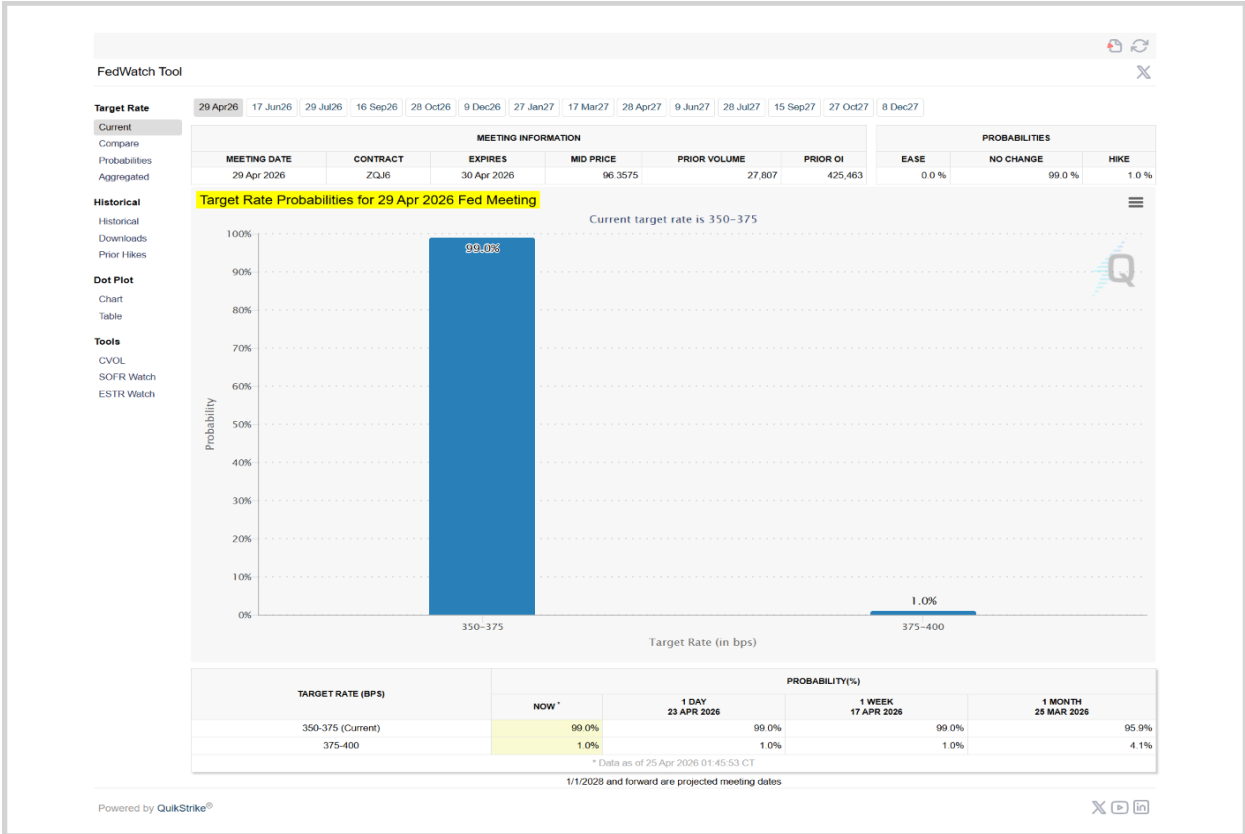 FedWatch Tool
Target Rate
Current
Compare
Probabilities
Aggregated
Historical
Historical
Downloads
Prior Hikes
Dot Plot
Chart
Table
Tools
CVOL
SOFR Watch
ESTR Watch
29 Apr26 17 Jun26 29 Jul26 16 Sep26 28 Oct26 9 Dec26 27 Jan27 17 Mar27 28 Apr27 9 Jun27 28 Jul27 15 Sep27 27 Oct27 8 Dec27
MEETING INFORMATION PROBABILITIES
MEETING DATE CONTRACT EXPIRES MID PRICE PRIOR VOLUME PRIOR OI EASE NO CHANGE HIKE
29 Apr 2026 ZQJ6 30 Apr 2026 96.3575 27,807 425,463 0.0 % 99.0 % 1.0 %
Target Rate Probabilities for 29 Apr 2026 Fed Meeting
Current target rate is 350-375
Q
Probability
100%
90%
80%
70%
60%
50%
40%
30%
20%
10%
0%
99.0%
1.0%
350-375 375-400
Target Rate (in bps)
TARGET RATE (BPS) PROBABILITY(%)
NOW * 1 DAY 1 WEEK 1 MONTH
23 APR 2026 17 APR 2026 25 MAR 2026
350-375 (Current) 99.0% 99.0% 99.0% 95.9%
375-400 1.0% 1.0% 1.0% 4.1%
* Data as of 25 Apr 2026 01:45:53 CT
1/1/2028 and forward are projected meeting dates
Powered by QuikStrike®